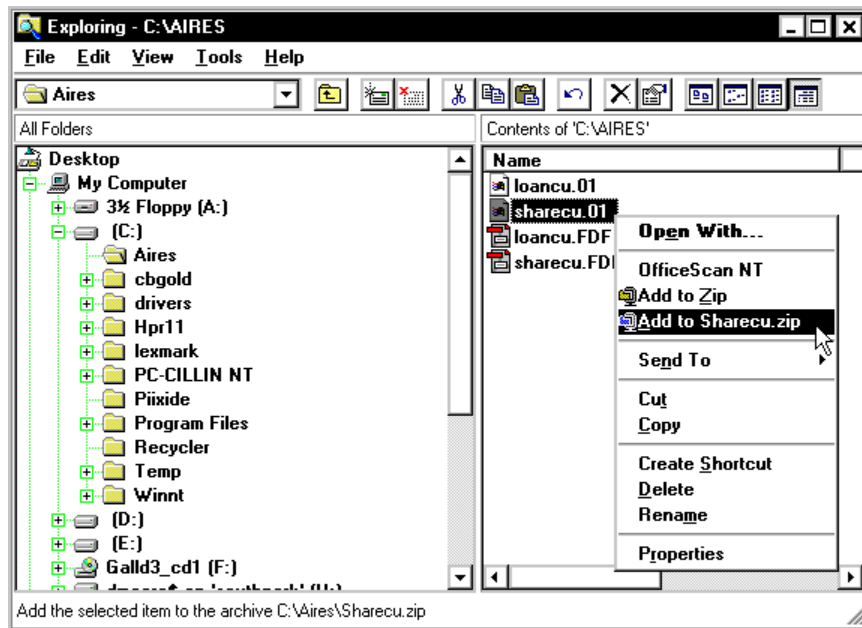 Exploring - C:\AIRES
File Edit View Tools Help
Aires
All Folders
Contents of 'C:\AIRES'
Desktop
My Computer
3½ Floppy (A:)
(C:)
Aires
cbgold
drivers
Hpr11
lexmark
PC-CILLIN NT
Piixide
Program Files
Recycler
Temp
Winnt
(D:)
(E:)
Galld3_cd1 (F:)
Name
loancu.01
sharecu.01
loancu.FDF
sharecu.FD
Open With...
OfficeScan NT
Add to Zip
Add to Sharecu.zip
Send To
Cut
Copy
Create Shortcut
Delete
Rename
Properties
Add the selected item to the archive C:\Aires\Sharecu.zip